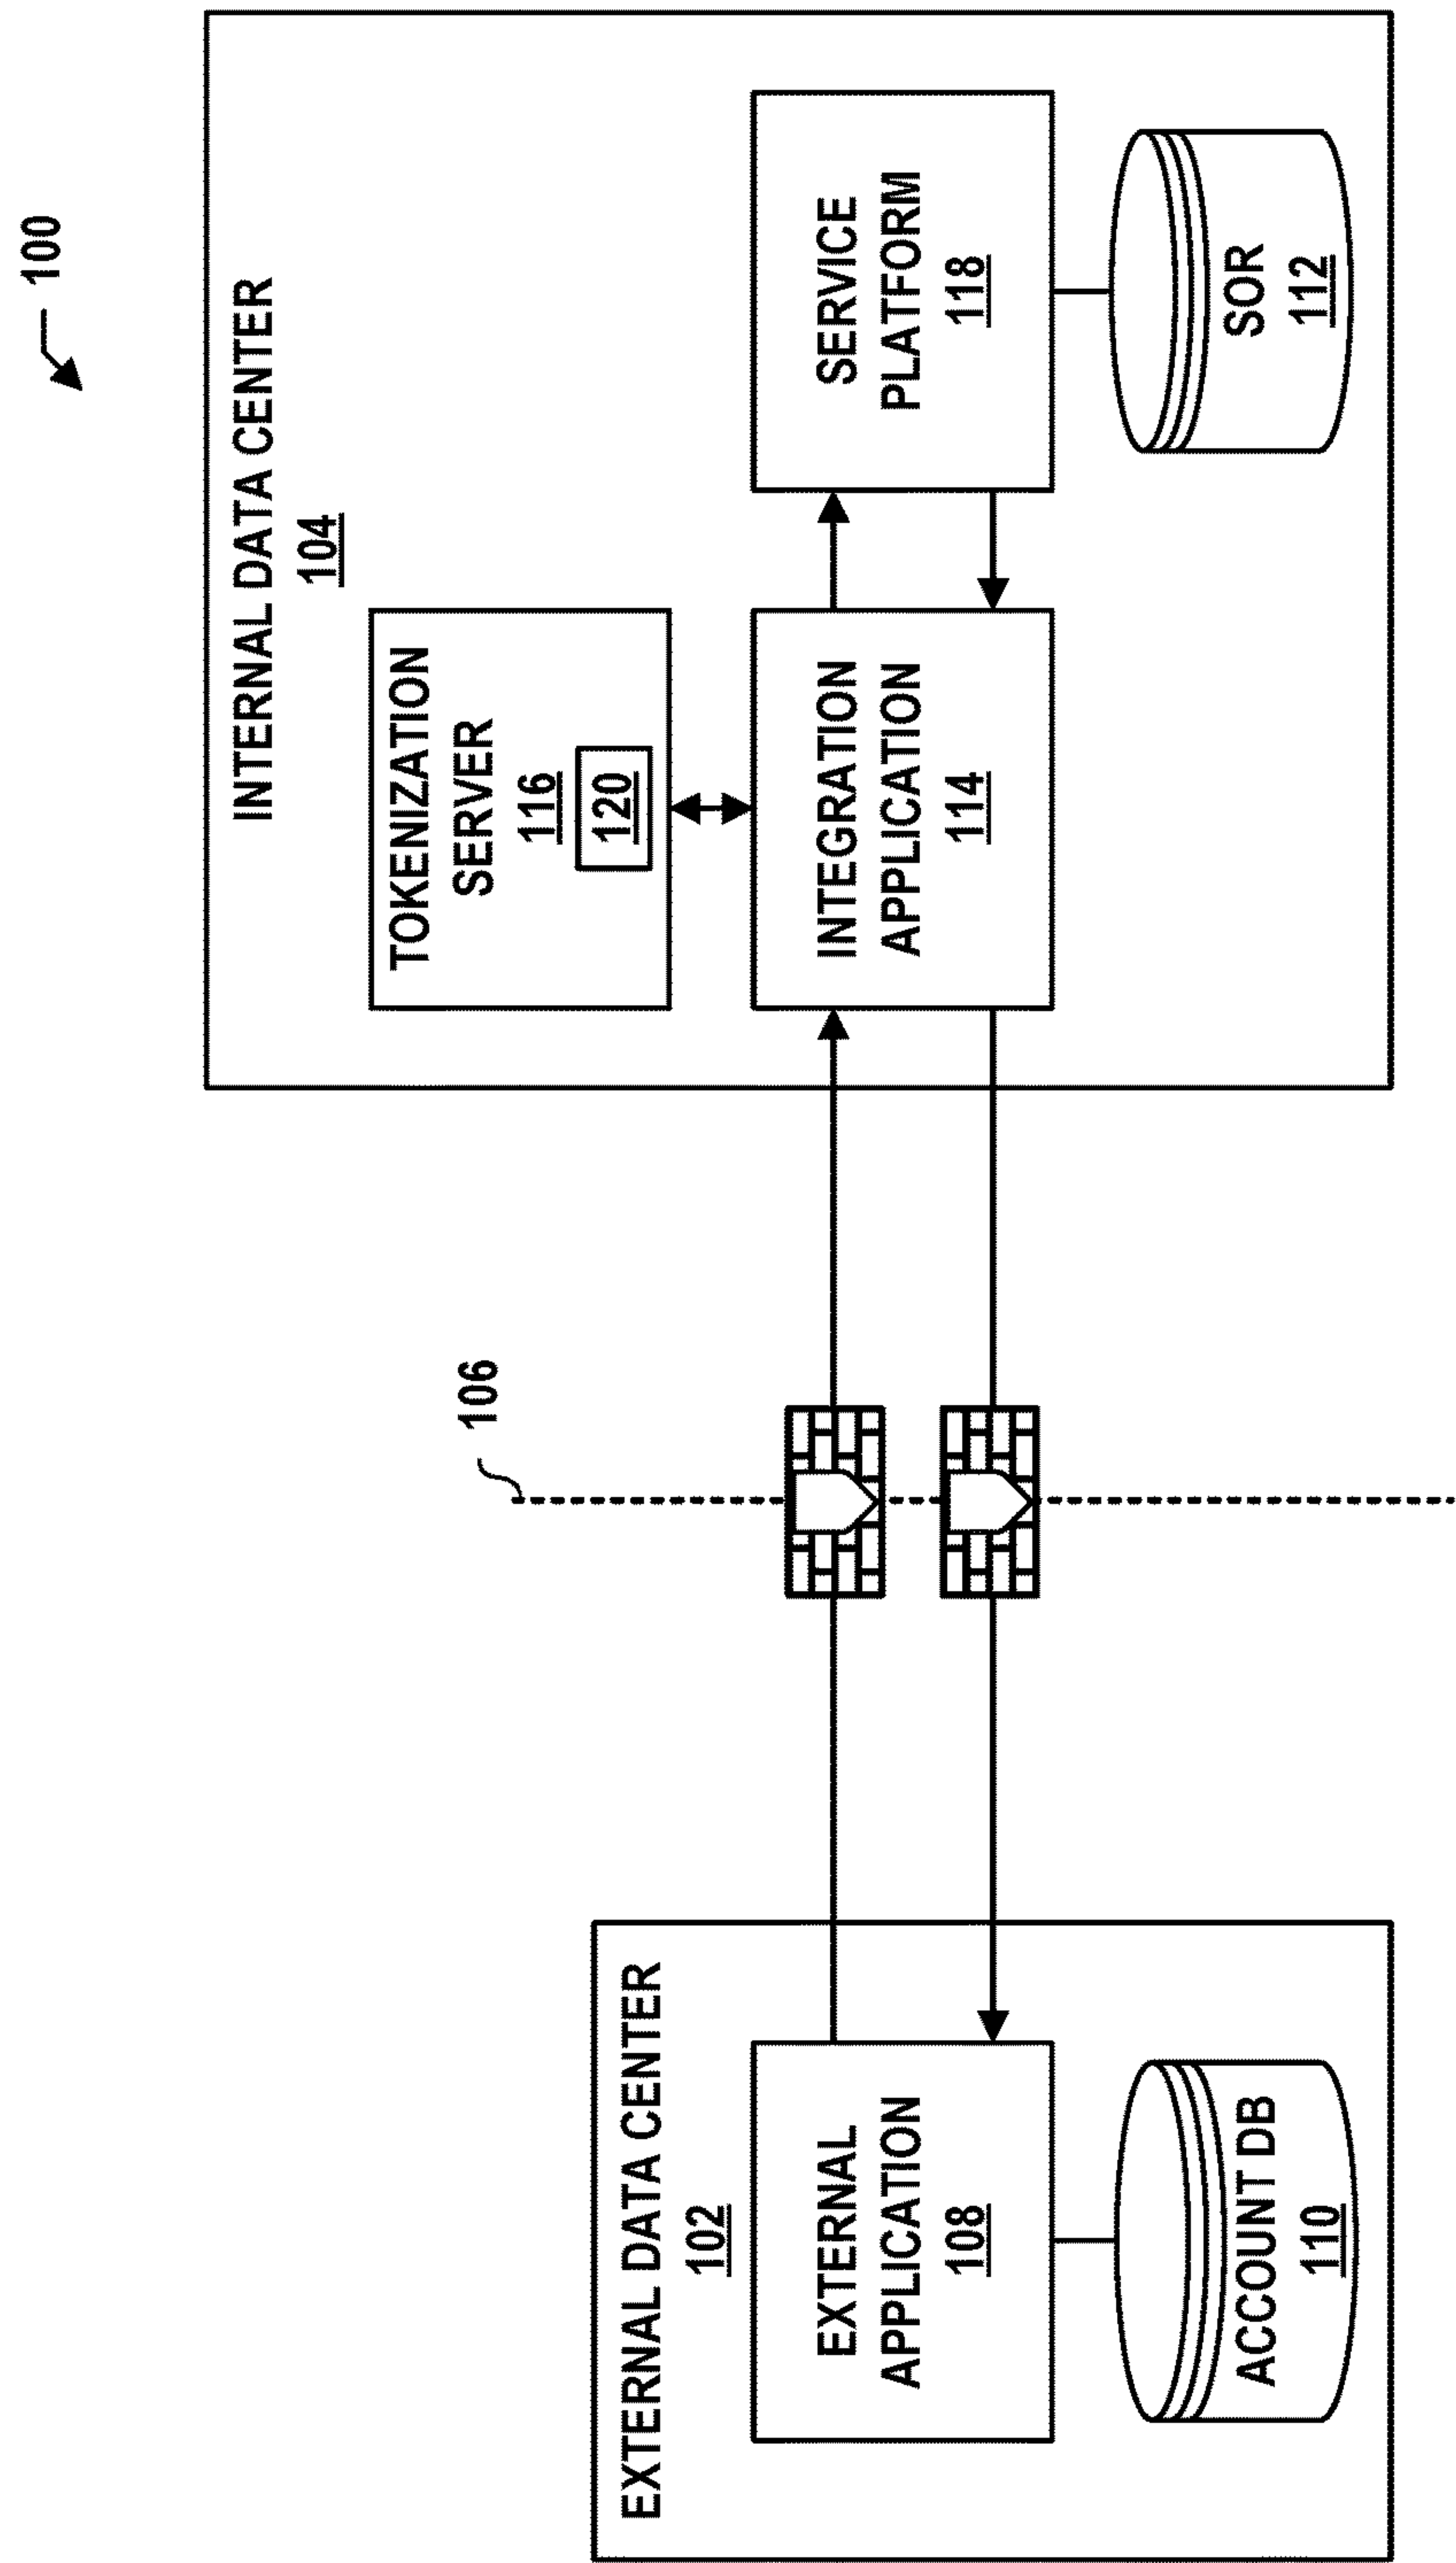 100
INTERNAL DATA CENTER
104
TOKENIZATION
SERVER
116
120
INTEGRATION
APPLICATION
114
SERVICE
PLATFORM
118
SOR
112
106
EXTERNAL DATA CENTER
102
EXTERNAL
APPLICATION
108
ACCOUNT DB
110